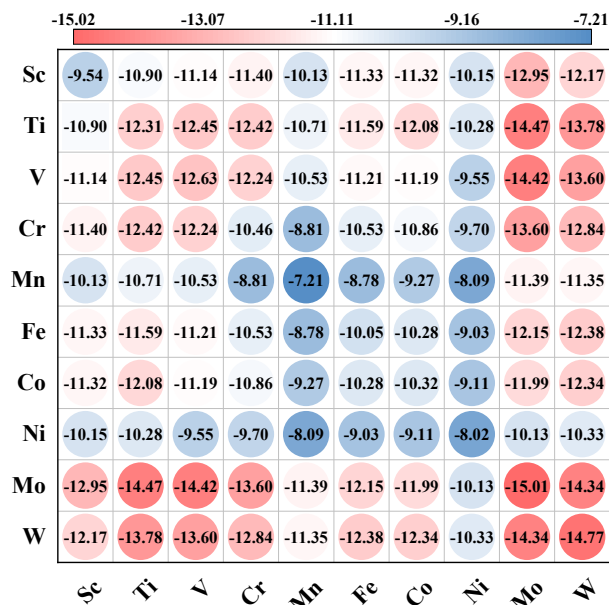 -15.02 -13.07 -11.11 -9.16 -7.21
Sc -9.54 -10.90 -11.14 -11.40 -10.13 -11.33 -11.32 -10.15 -12.95 -12.17
Ti -10.90 -12.31 -12.45 -12.42 -10.71 -11.59 -12.08 -10.28 -14.47 -13.78
V -11.14 -12.45 -12.63 -12.24 -10.53 -11.21 -11.19 -9.55 -14.42 -13.60
Cr -11.40 -12.42 -12.24 -10.46 -8.81 -10.53 -10.86 -9.70 -13.60 -12.84
Mn -10.13 -10.71 -10.53 -8.81 -7.21 -8.78 -9.27 -8.09 -11.39 -11.35
Fe -11.33 -11.59 -11.21 -10.53 -8.78 -10.05 -10.28 -9.03 -12.15 -12.38
Co -11.32 -12.08 -11.19 -10.86 -9.27 -10.28 -10.32 -9.11 -11.99 -12.34
Ni -10.15 -10.28 -9.55 -9.70 -8.09 -9.03 -9.11 -8.02 -10.13 -10.33
Mo -12.95 -14.47 -14.42 -13.60 -11.39 -12.15 -11.99 -10.13 -15.01 -14.34
W -12.17 -13.78 -13.60 -12.84 -11.35 -12.38 -12.34 -10.33 -14.34 -14.77
Sc Ti V Cr Mn Fe Co Ni Mo W